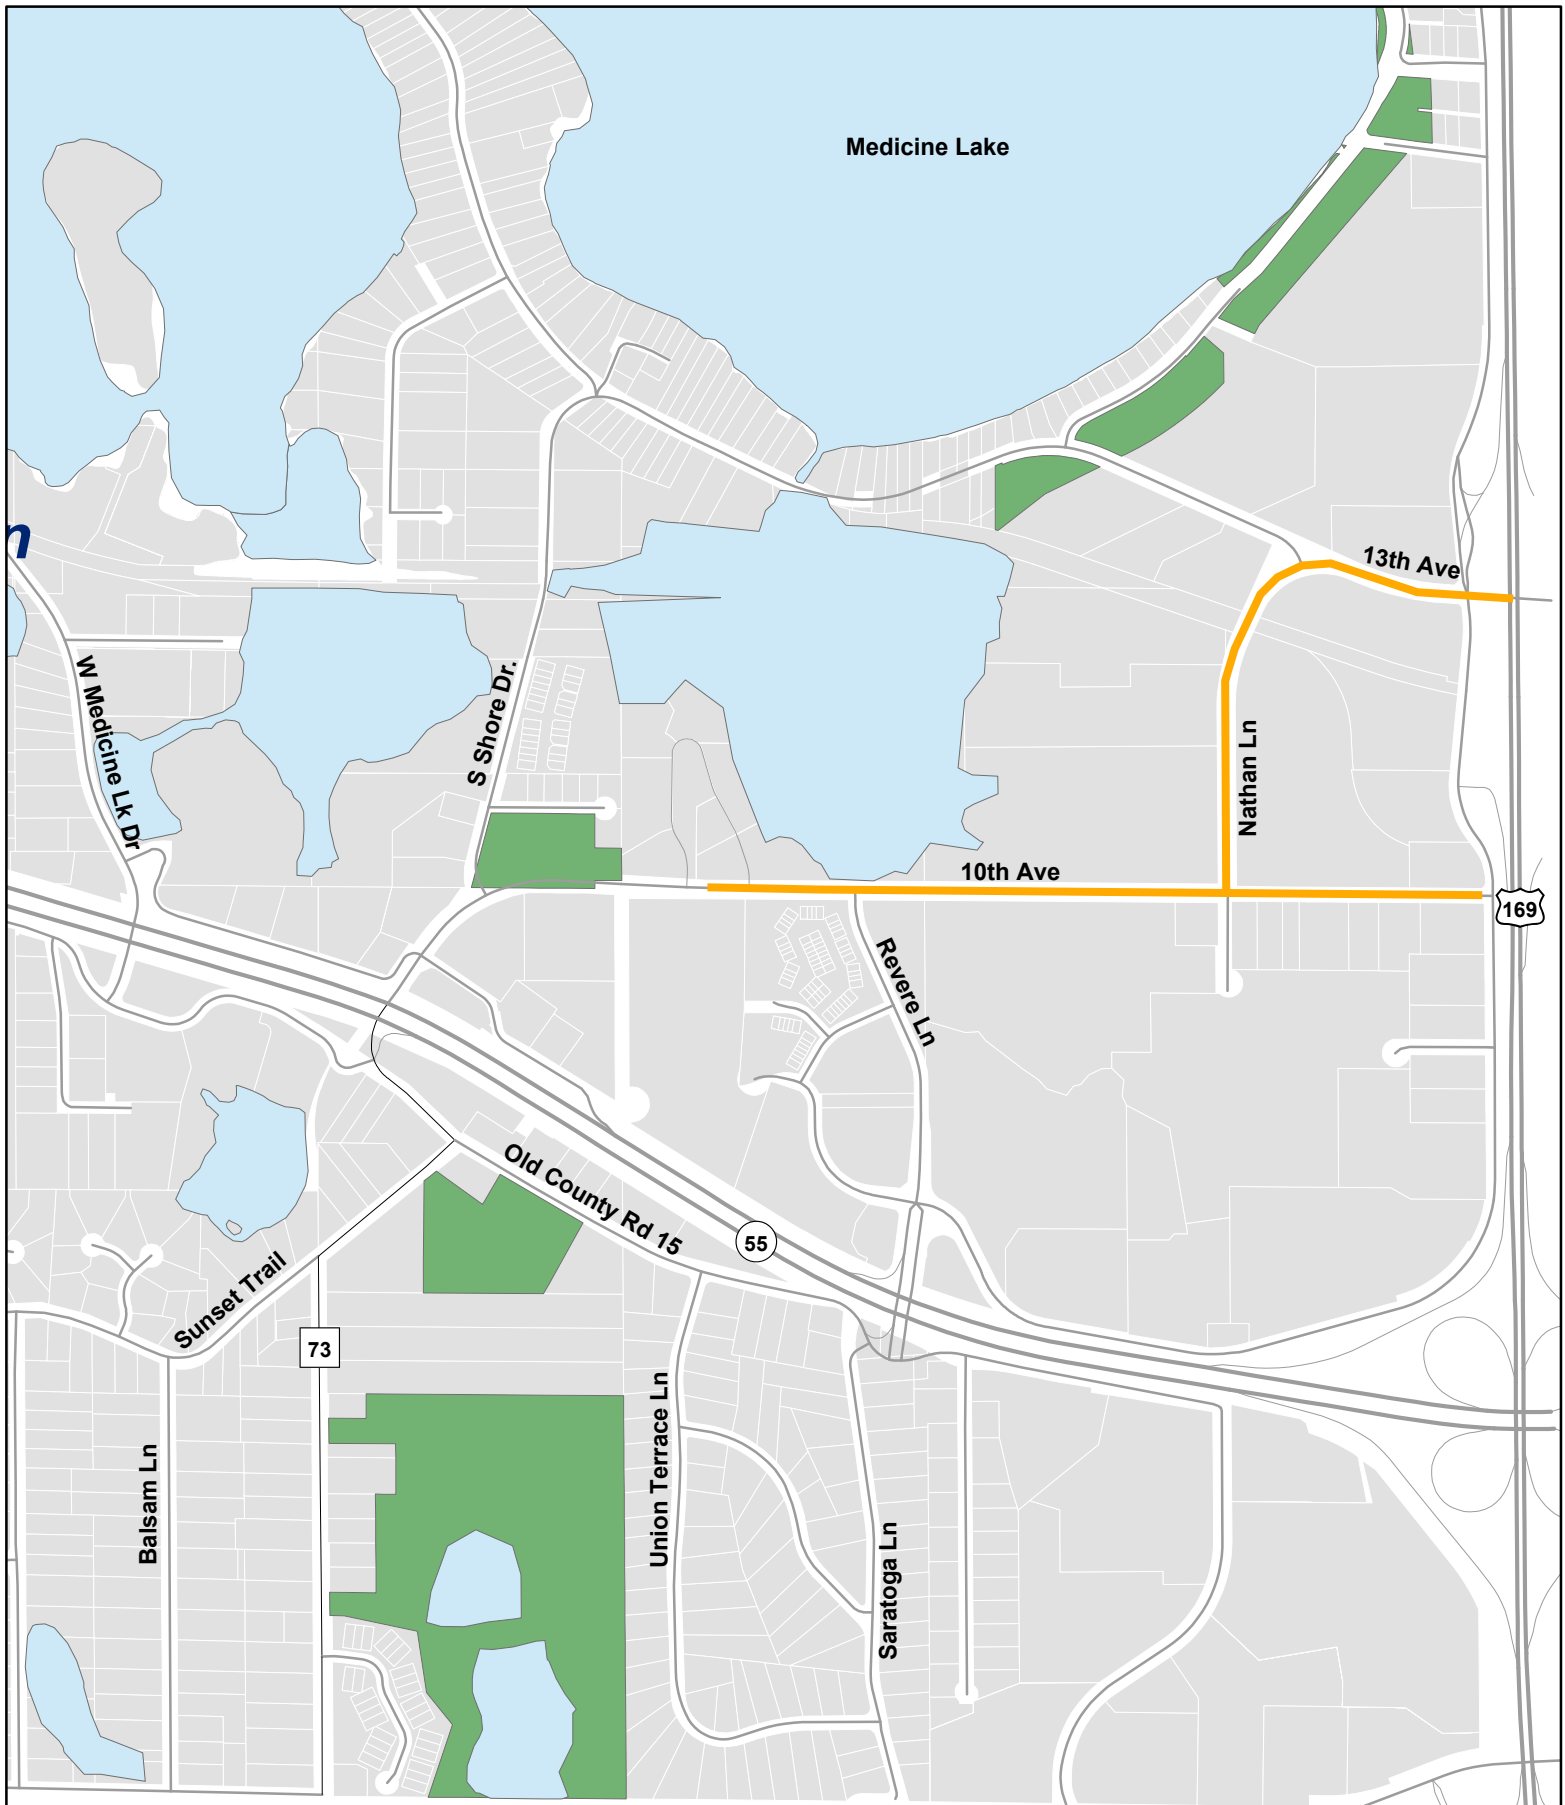 Medicine Lake
n
13th Ave
W Medicine Lk Dr
S Shore Dr.
Nathan Ln
10th Ave
169
Revere Ln
Old County Rd 15
55
Sunset Trail
73
Balsam Ln
Union Terrace Ln
Saratoga Ln